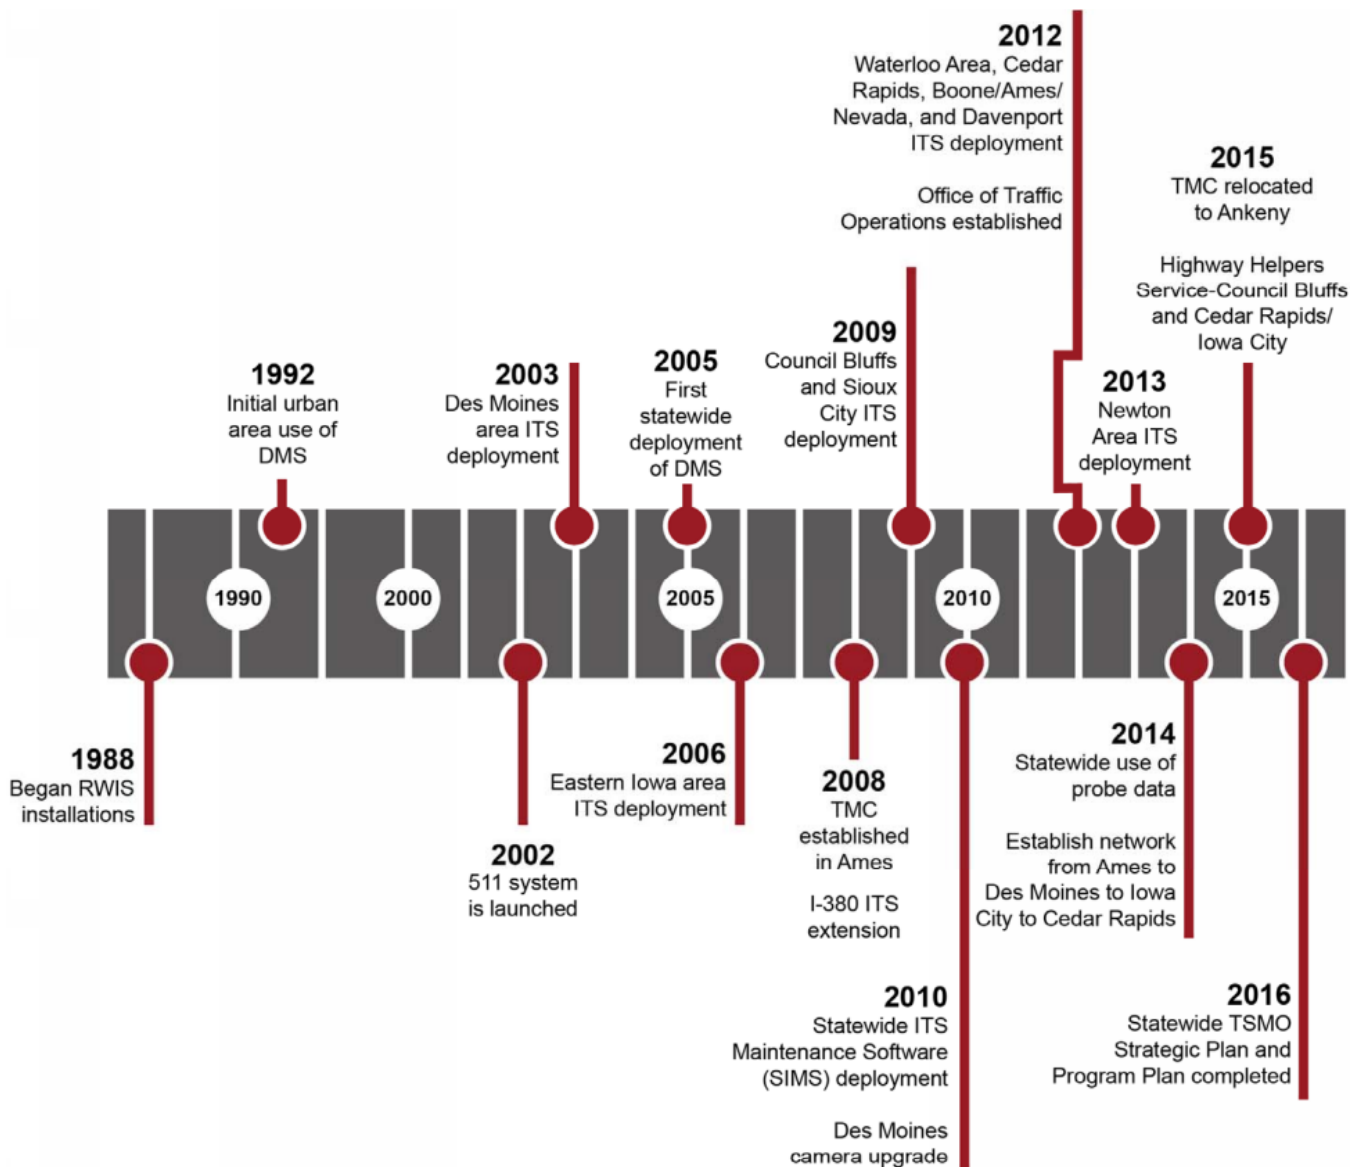 2012
Waterloo Area, Cedar
Rapids, Boone/Ames/
Nevada, and Davenport
ITS deployment
Office of Traffic
Operations established
2015
TMC relocated
to Ankeny
Highway Helpers
Service-Council Bluffs
and Cedar Rapids/
Iowa City
1992
Initial urban
area use of
DMS
2003
Des Moines
area ITS
deployment
2005
First
statewide
deployment
of DMS
2009
Council Bluffs
and Sioux
City ITS
deployment
2013
Newton
Area ITS
deployment
1990
2000
2005
2010
2015
1988
Began RWIS
installations
2002
511 system
is launched
2006
Eastern Iowa area
ITS deployment
2008
TMC
established
in Ames
I-380 ITS
extension
2010
Statewide ITS
Maintenance Software
(SIMS) deployment
Des Moines
camera upgrade
2014
Statewide use of
probe data
Establish network
from Ames to
Des Moines to Iowa
City to Cedar Rapids
2016
Statewide TSMO
Strategic Plan and
Program Plan completed